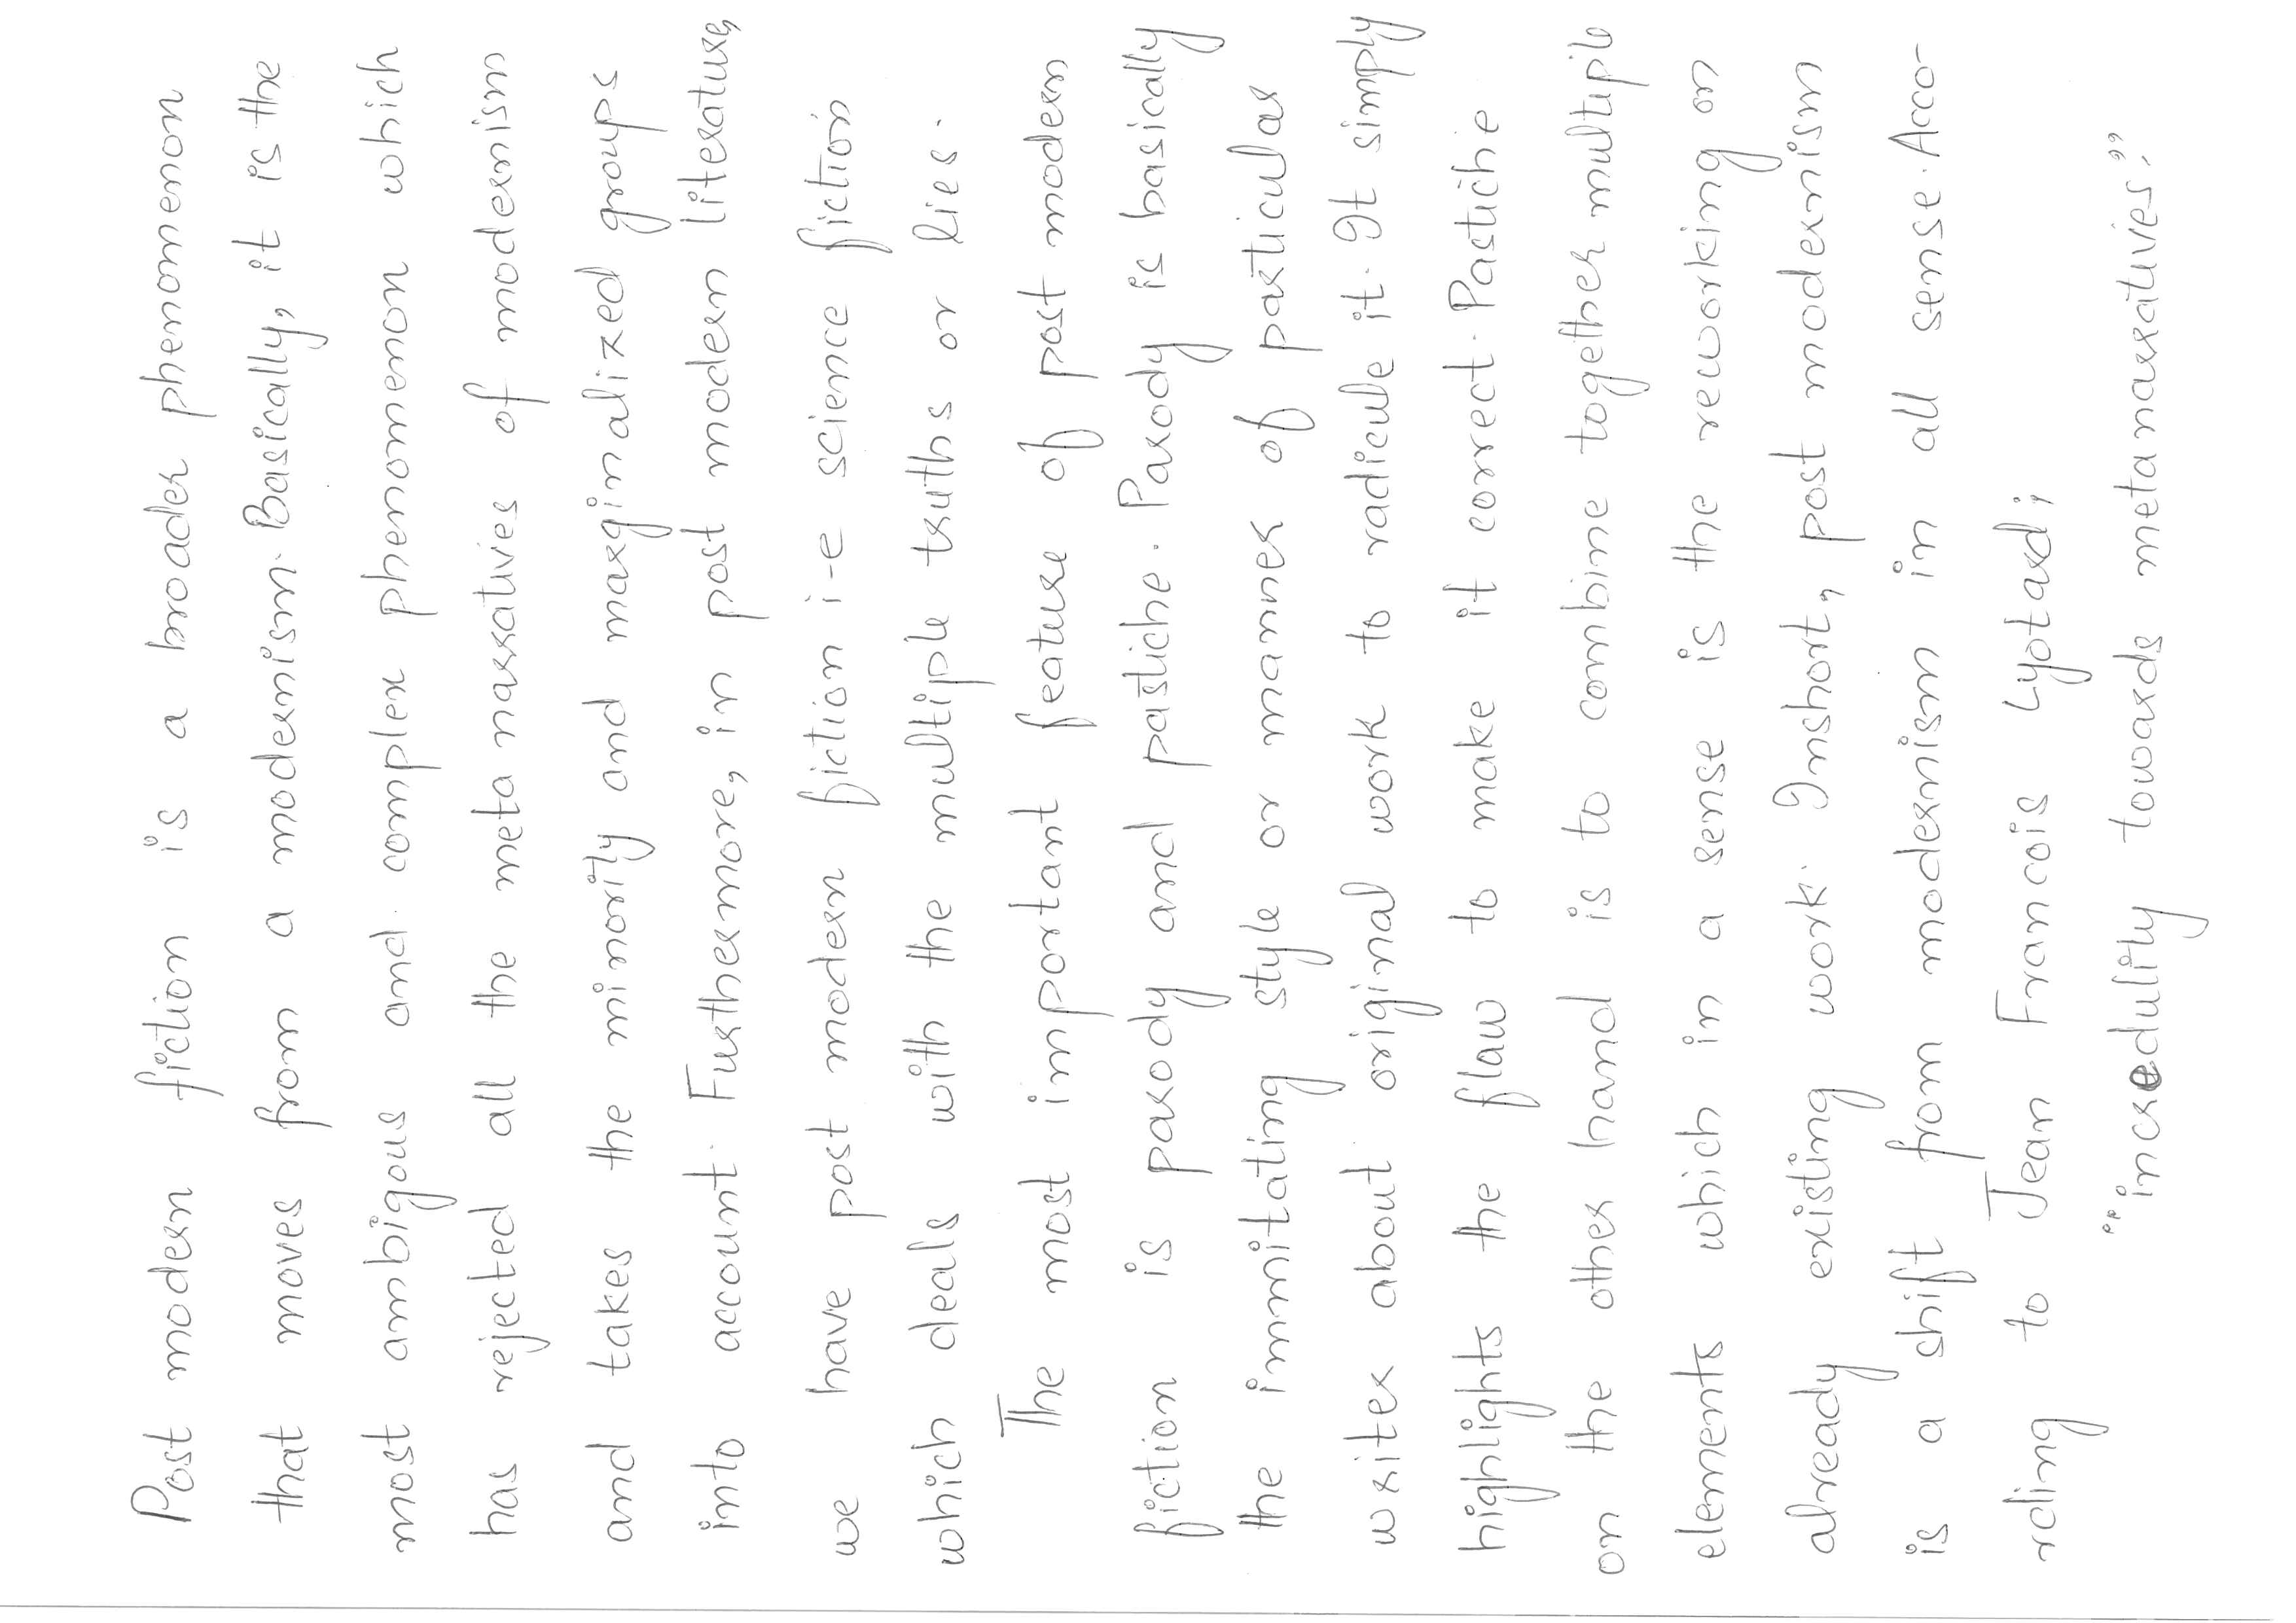 Post modern fiction is a broader phenomenon
that moves from a modernism. Basically, it is the
most ambigous and complex phenomenon which
has rejected all the meta narratives of modernism
and takes the minority and marginalized groups
into account. Furthermore, in post modern literature,
we have post modern fiction i-e science fiction
which deals with the multiple truths or lies.
The most important feature of post modern
fiction is parody and pastiche. Parody is basically
the immitating style or manner of particular
writer about original work to radicule it. It simply
highlights the flaw to make it correct. Pastiche
on the other hand is to combine together multiple
elements which in a sense is the reworking on
already existing work. Inshort, post modernism
is a shift from modernism in all sense. Acco-
rding to Jean Francois Lyotard;
"incredulity towards meta narratives."